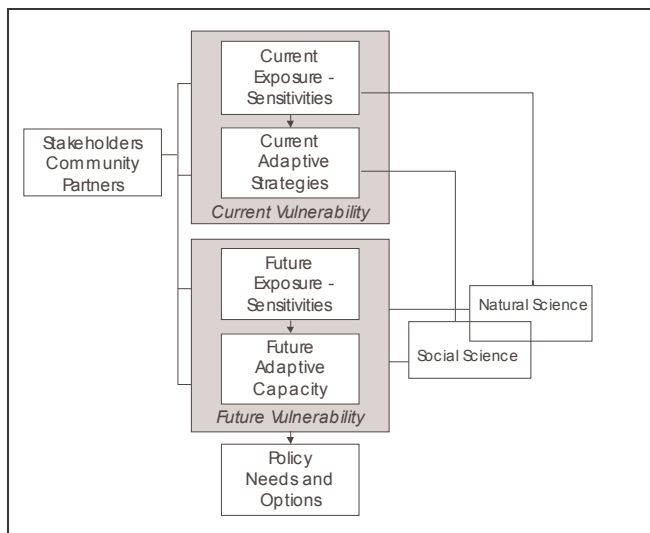 Current
Exposure -
Sensitivities
Stakeholders
Community
Partners
Current
Adaptive
Strategies
Current Vulnerability
Future
Exposure -
Sensitivities
Natural Science
Social Science
Future
Adaptive
Capacity
Future Vulnerability
Policy
Needs and
Options